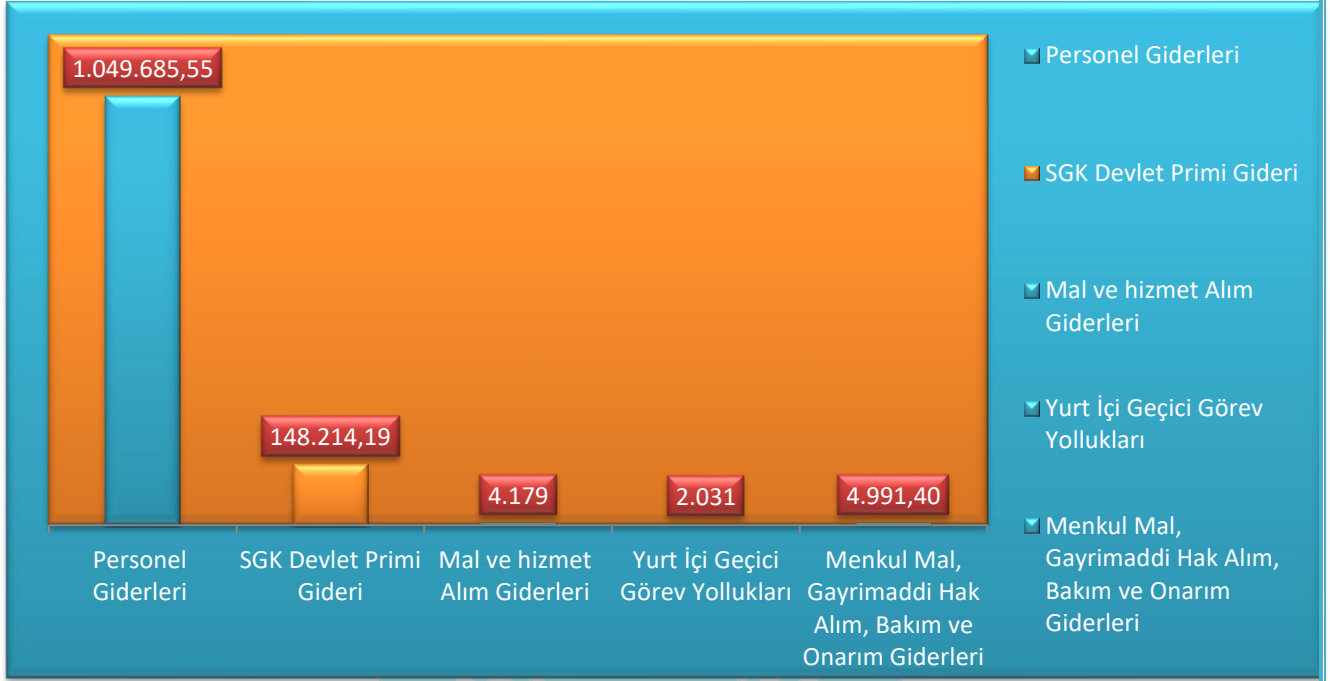 1.049.685,55
148.214,19
4.179
2.031
4.991,40
Personel
Giderleri
SGK Devlet Primi
Gideri
Mal ve hizmet
Alım Giderleri
Yurt İçi Geçici
Görev Yollukları
Menkul Mal,
Gayrimaddi Hak
Alım, Bakım ve
Onarım Giderleri
Personel Giderleri
SGK Devlet Primi Gideri
Mal ve hizmet Alım
Giderleri
Yurt İçi Geçici Görev
Yollukları
Menkul Mal,
Gayrimaddi Hak Alım,
Bakım ve Onarım
Giderleri